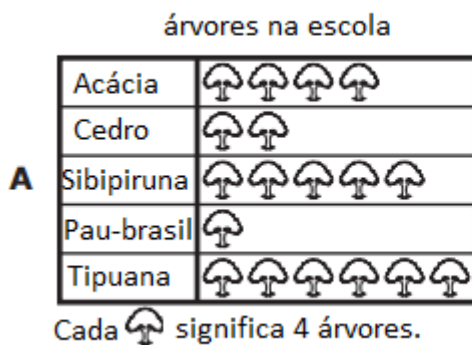 árvores na escola
Acácia
Cedro
A
Sibipiruna
Pau-brasil
Tipuana
Cada significa 4 árvores.